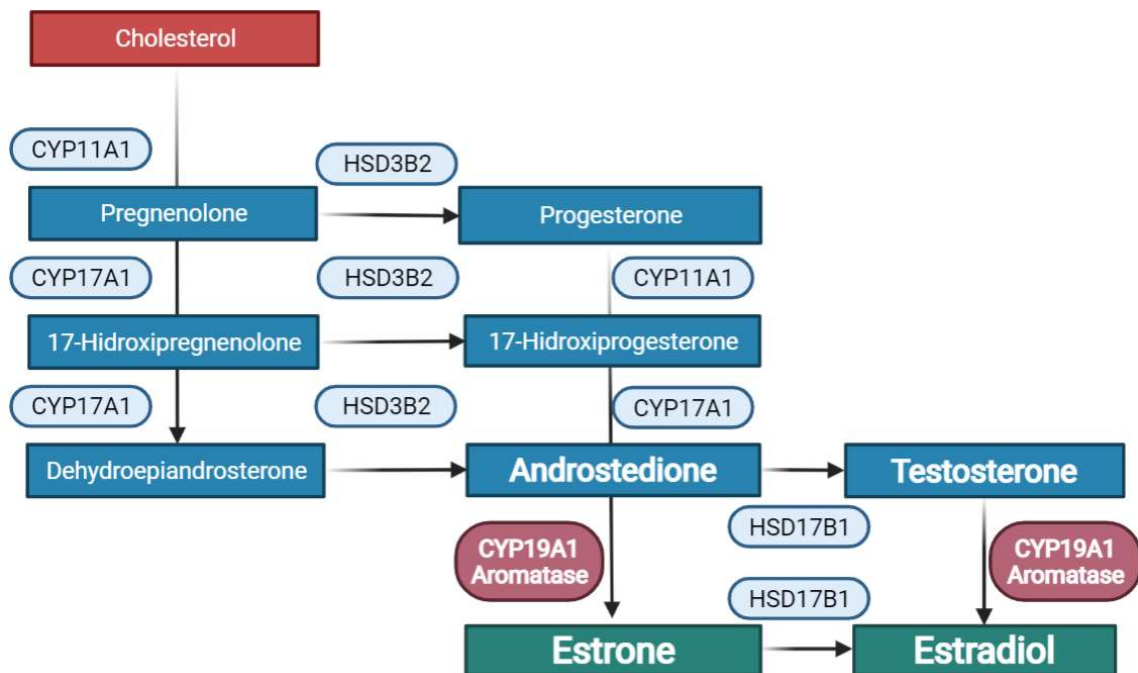 Cholesterol
CYP11A1
HSD3B2
Pregnenolone
Progesterone
CYP17A1
HSD3B2
CYP11A1
17-Hidroxipregnenolone
17-Hidroxiprogesterone
CYP17A1
HSD3B2
CYP17A1
Dehydroepiandrosterone
Androstedione
Testosterone
CYP19A1
Aromatase
HSD17B1
CYP19A1
Aromatase
HSD17B1
Estrone
Estradiol